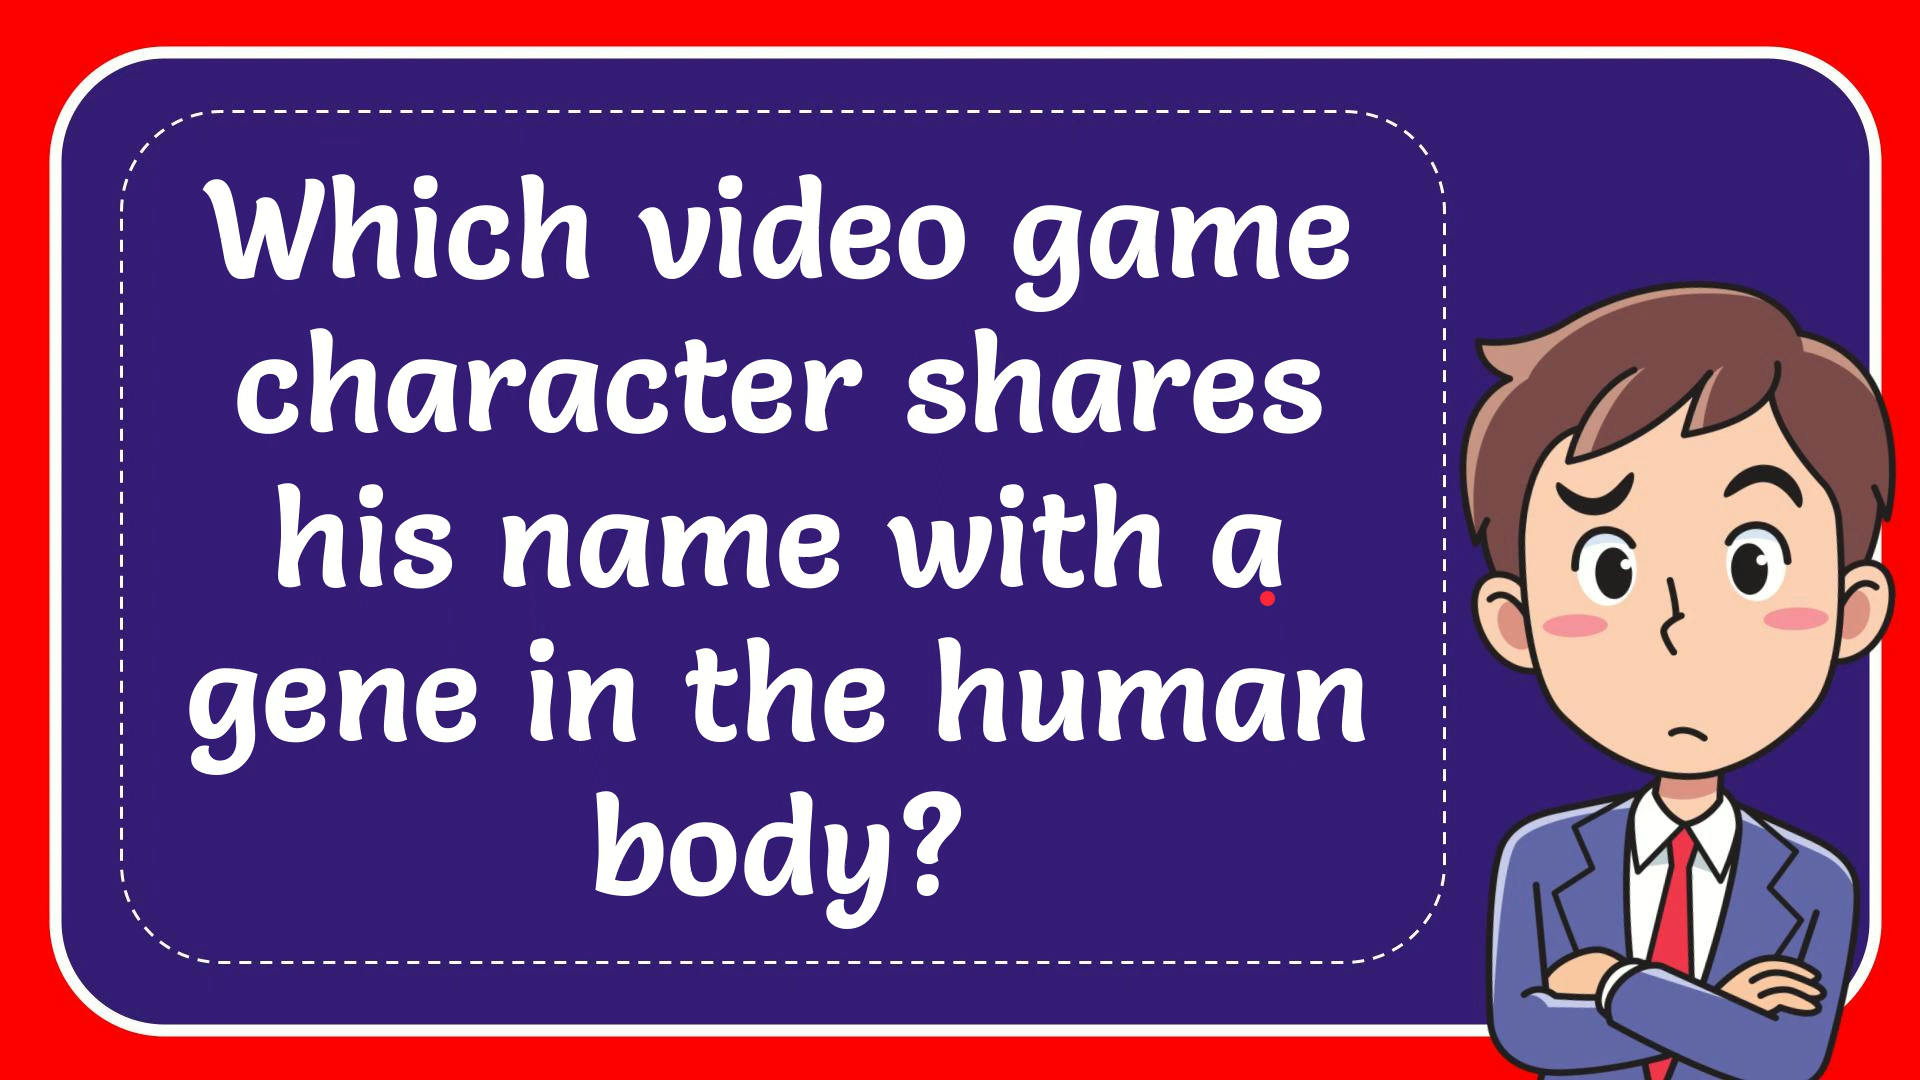 Which video game
character shares
his name with a
gene in the human
body?